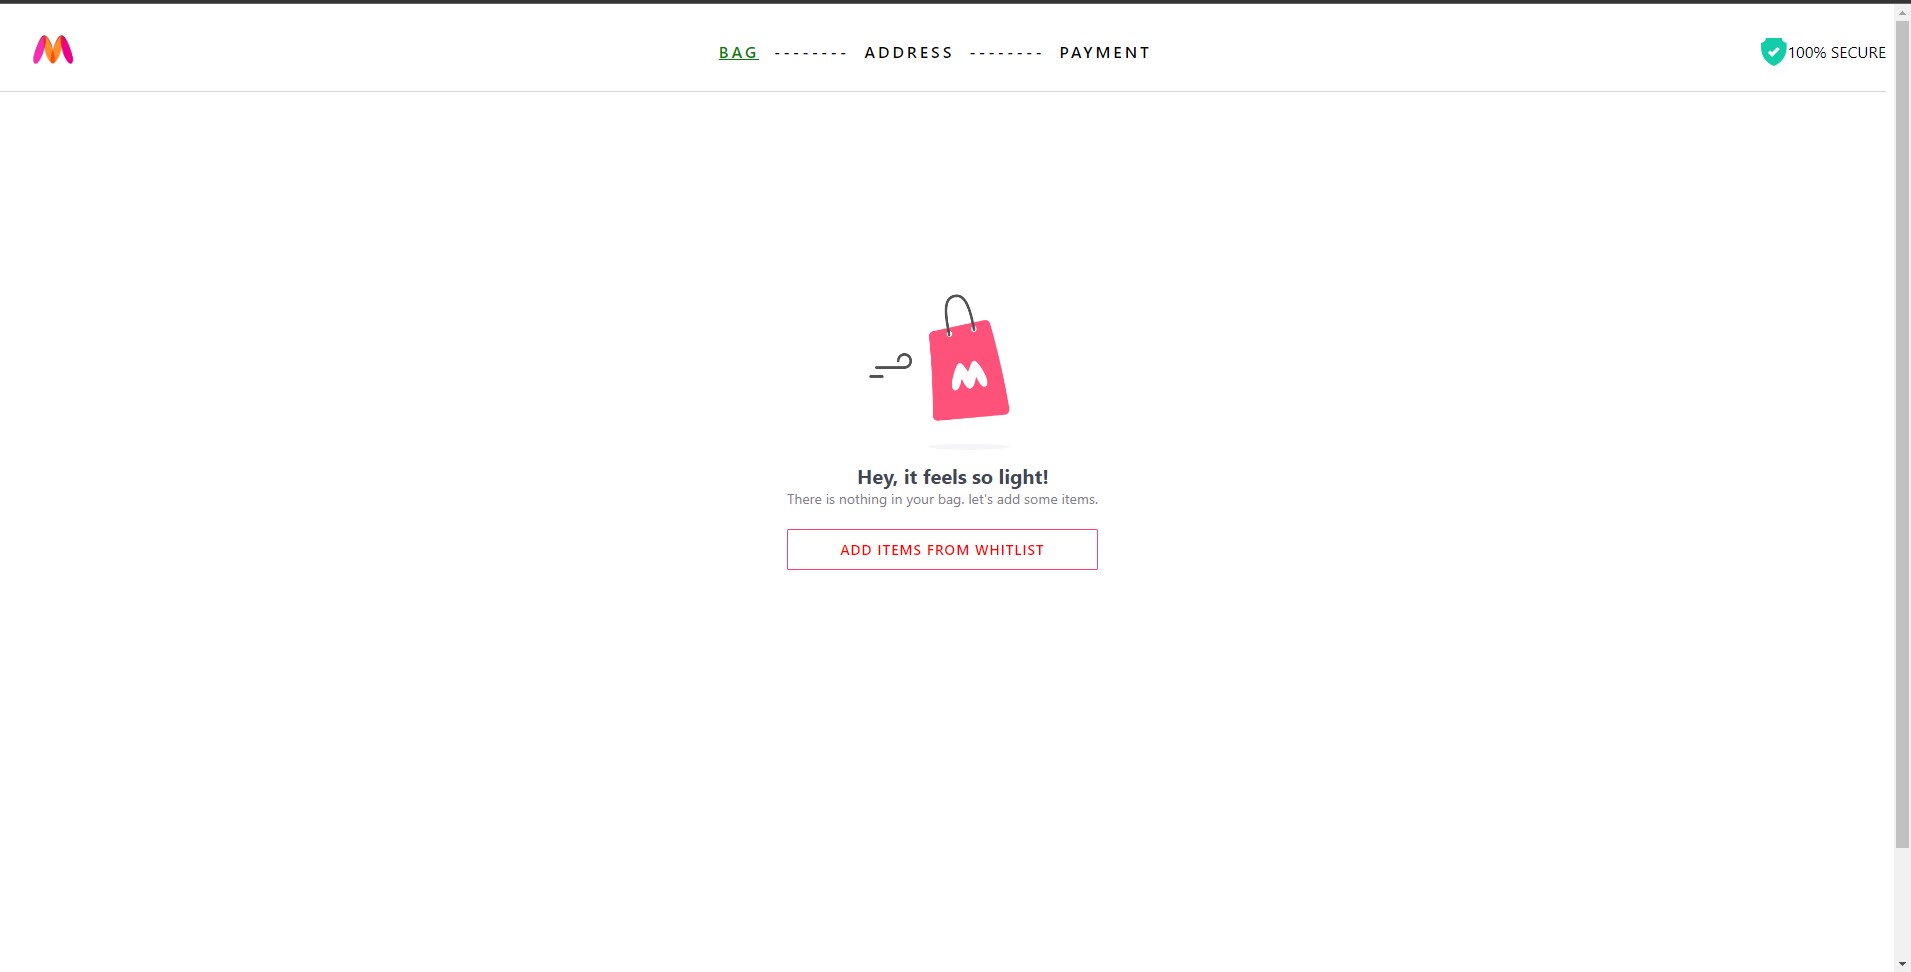 BAG -------- ADDRESS -------- PAYMENT
100% SECURE
Hey, it feels so light!
There is nothing in your bag. let's add some items.
ADD ITEMS FROM WHITLIST